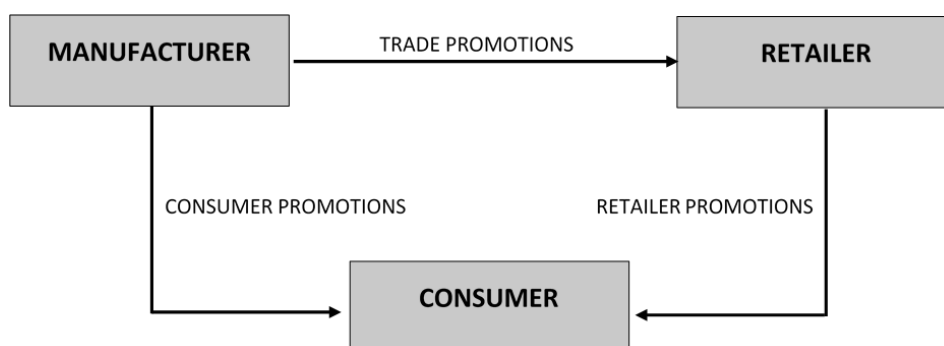 MANUFACTURER
TRADE PROMOTIONS
RETAILER
CONSUMER PROMOTIONS
RETAILER PROMOTIONS
CONSUMER